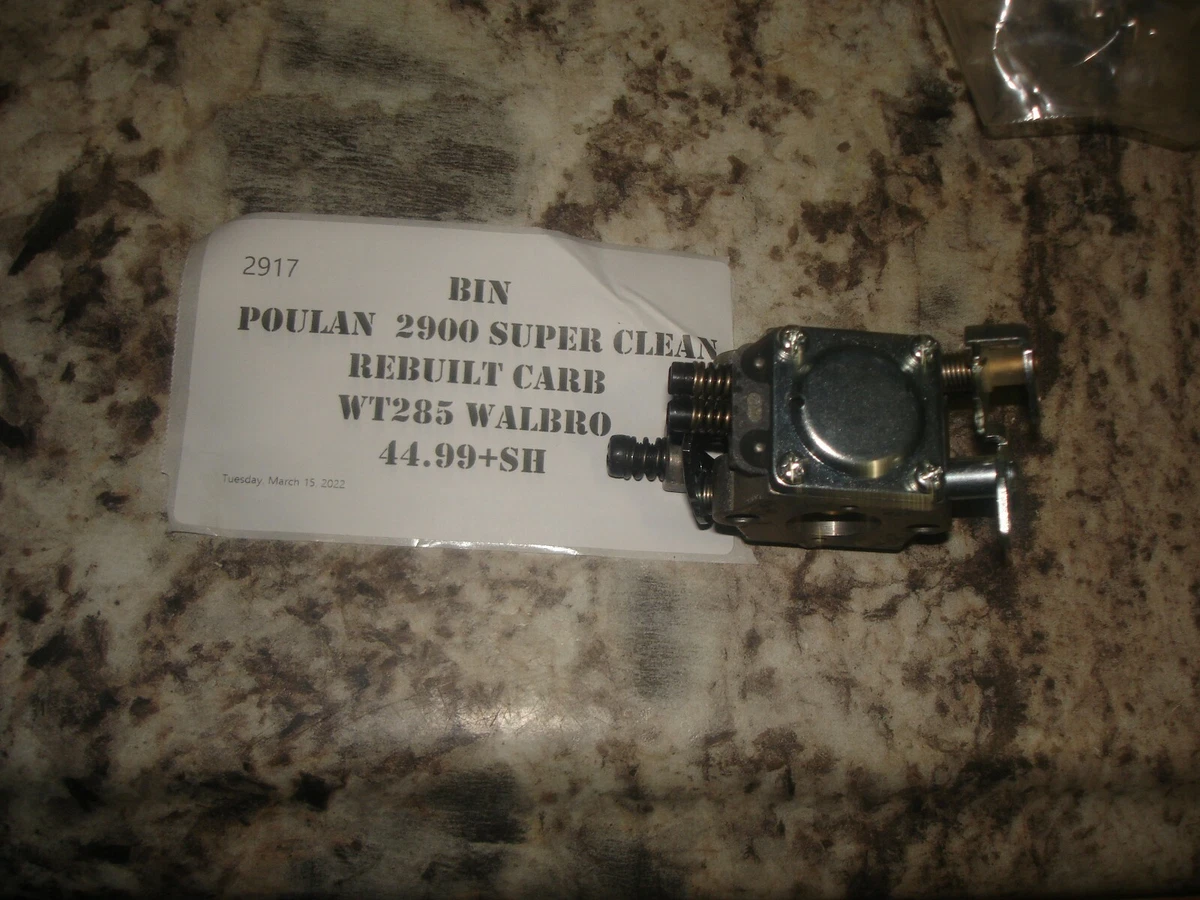 2917
BIN
POULAN 2900 SUPER CLEAN
REBUILT CARB
WT285 WALBRO
44.99+SH
Tuesday, March 15, 2022